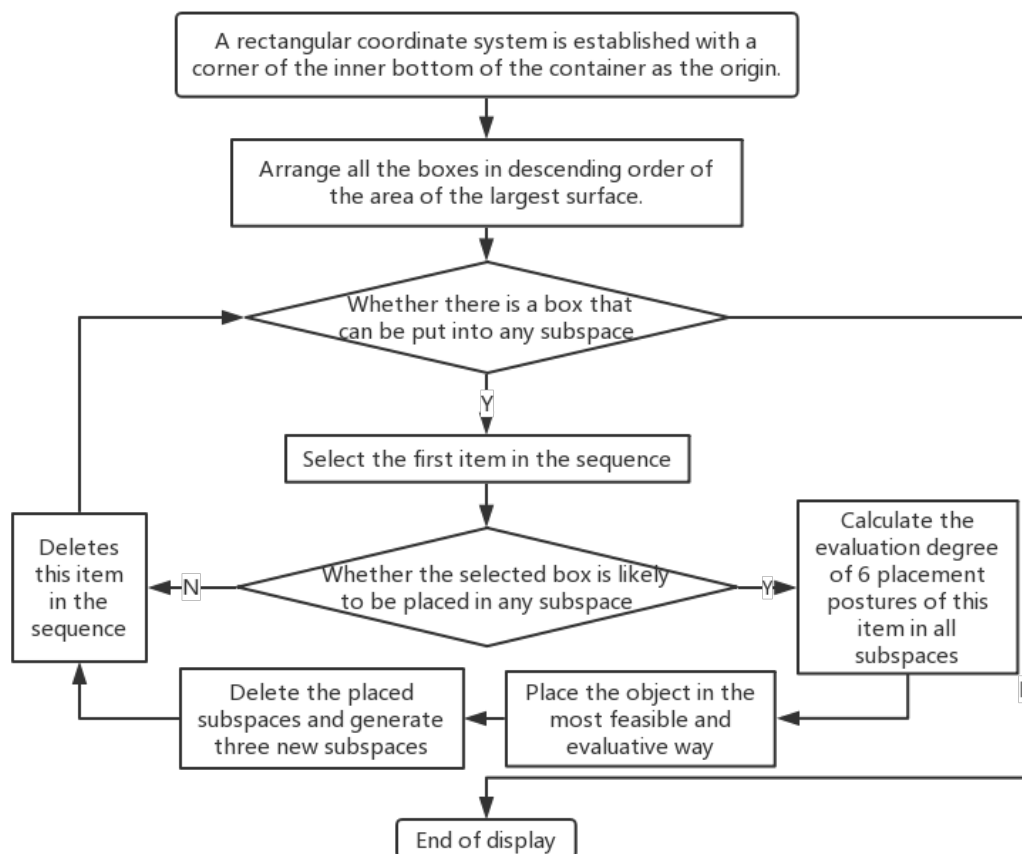 A rectangular coordinate system is established with a
corner of the inner bottom of the container as the origin.
Arrange all the boxes in descending order of
the area of the largest surface.
Whether there is a box that
can be put into any subspace
Y
Select the first item in the sequence
Whether the selected box is likely
to be placed in any subspace
N
Y
Deletes
this item
in the
sequence
Calculate the
evaluation degree
of 6 placement
postures of this
item in all
subspaces
Place the object in the
most feasible and
evaluative way
Delete the placed
subspaces and generate
three new subspaces
End of display